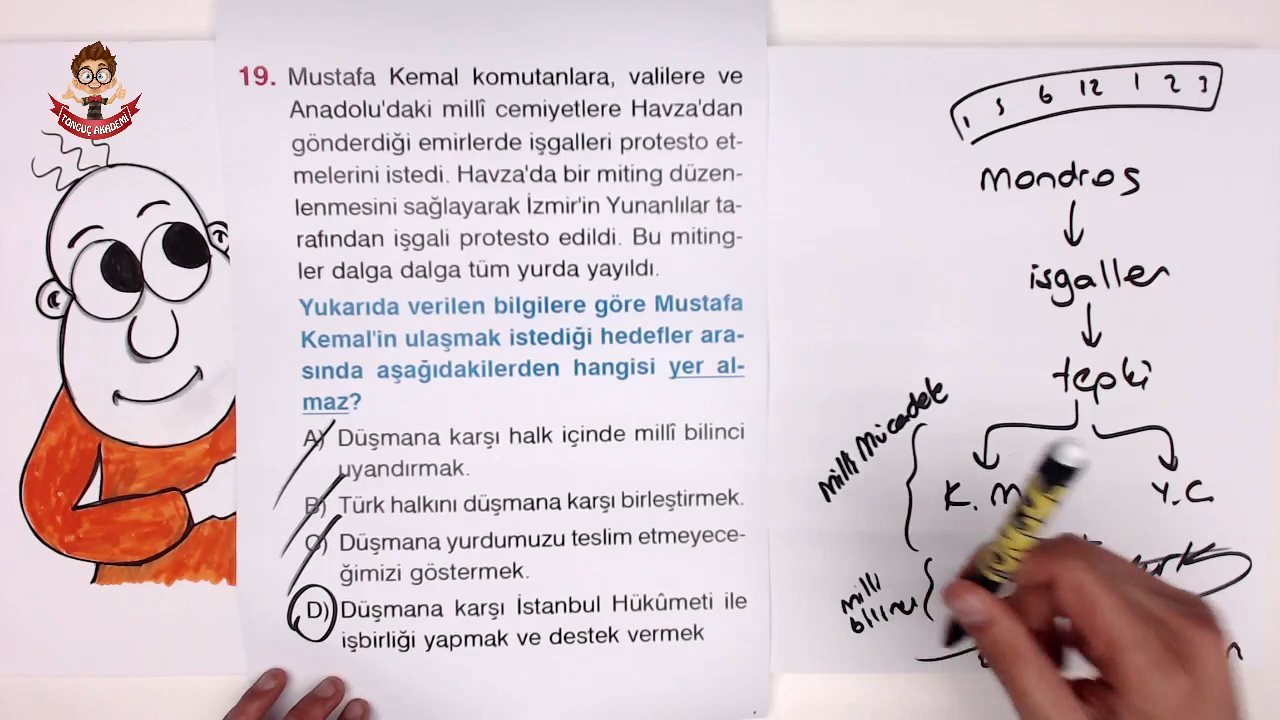 TONGUÇ AKADEMİ
19. Mustafa Kemal komutanlara, valilere ve
Anadolu'daki millî cemiyetlere Havza'dan
gönderdiği emirlerde işgalleri protesto et-
melerini istedi. Havza'da bir miting düzen-
lenmesini sağlayarak İzmir'in Yunanlılar ta-
rafından işgali protesto edildi. Bu miting-
ler dalga dalga tüm yurda yayıldı.
Yukarıda verilen bilgilere göre Mustafa
Kemal'in ulaşmak istediği hedefler ara-
sında aşağıdakilerden hangisi yer al-
maz?
A) Düşmana karşı halk içinde millî bilinci
uyandırmak.
B) Türk halkını düşmana karşı birleştirmek.
C) Düşmana yurdumuzu teslim etmeyece-
ğimizi göstermek.
D) Düşmana karşı İstanbul Hükûmeti ile
işbirliği yapmak ve destek vermek
1 5 6 12 1 2 3
Mondros
işgaller
tepki
Milli Mücadele
K. M
Y. C
milli